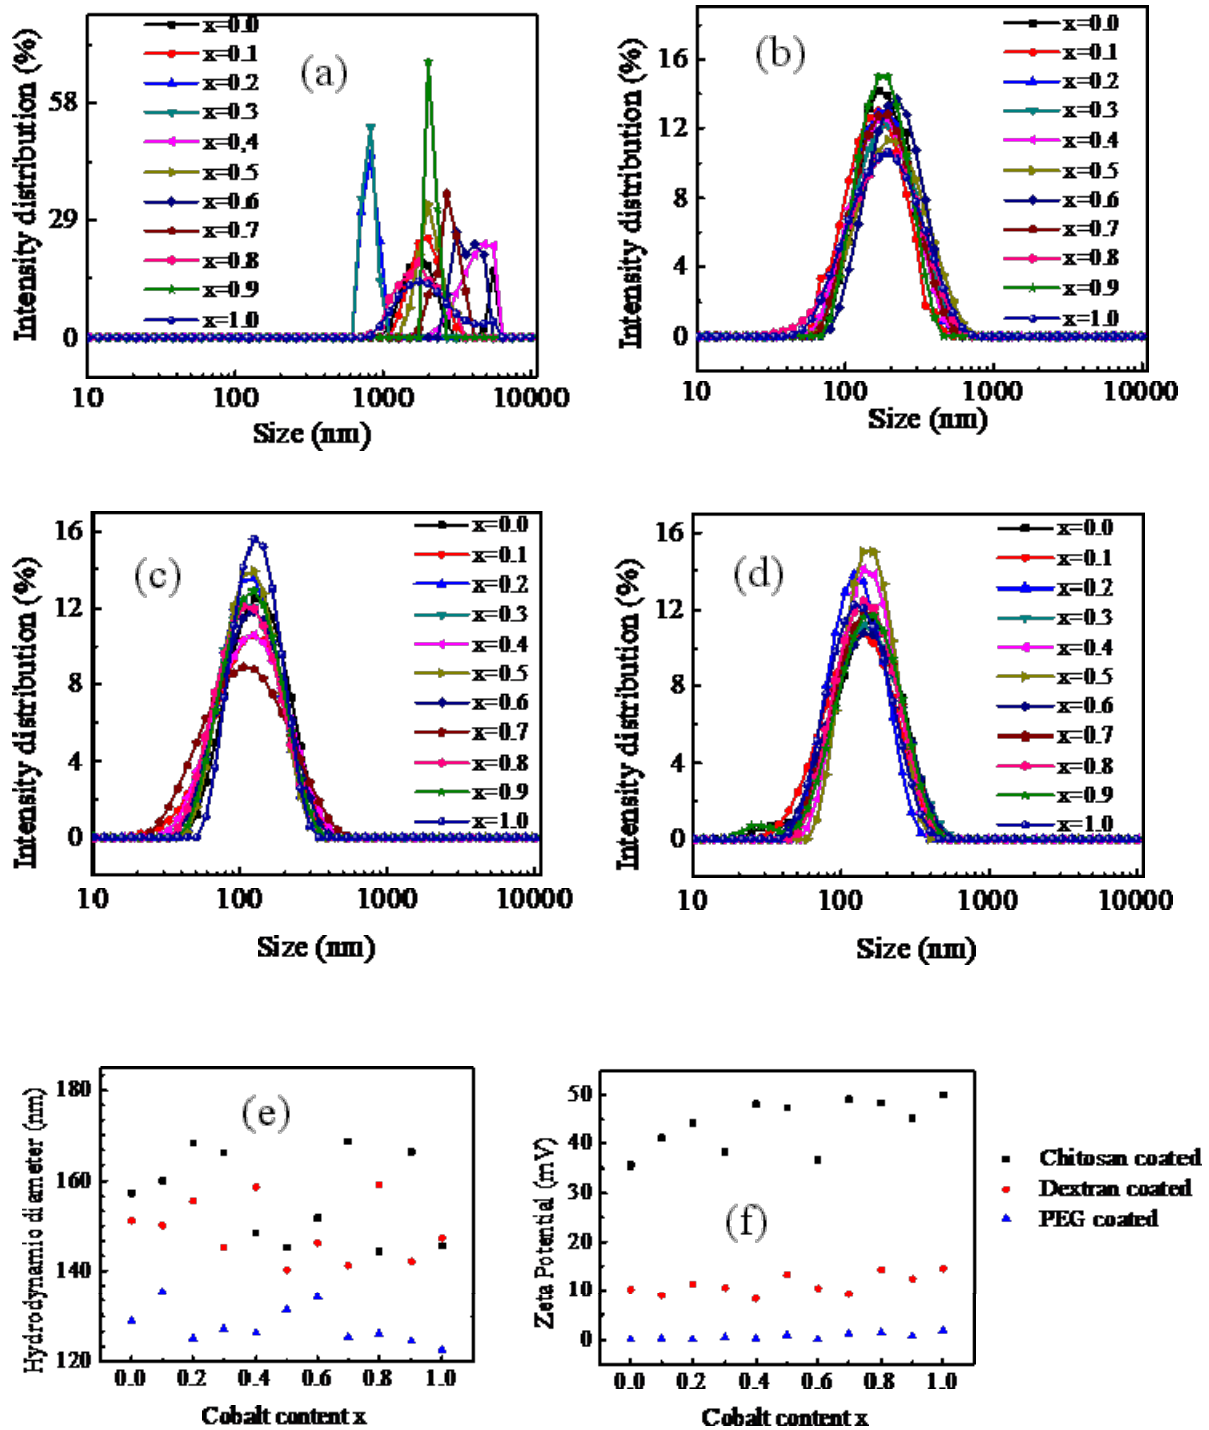 (a)
Intensity distribution (%)
58
29
0
10 100 1000 10000
Size (nm)
x=0.0
x=0.1
x=0.2
x=0.3
x=0,4
x=0.5
x=0.6
x=0.7
x=0.8
x=0.9
x=1.0
(b)
Intensity distribution (%)
16
12
8
4
0
10 100 1000 10000
Size (nm)
x=0.0
x=0.1
x=0.2
x=0.3
x=0.4
x=0.5
x=0.6
x=0.7
x=0.8
x=0.9
x=1.0
(c)
Intensity distribution (%)
16
12
8
4
0
10 100 1000 10000
Size (nm)
x=0.0
x=0.1
x=0.2
x=0.3
x=0.4
x=0.5
x=0.6
x=0.7
x=0.8
x=0.9
x=1.0
(d)
Intensity distribution (%)
16
12
8
4
0
10 100 1000 10000
Size (nm)
x=0.0
x=0.1
x=0.2
x=0.3
x=0.4
x=0.5
x=0.6
x=0.7
x=0.8
x=0.9
x=1.0
(e)
Hydrodynamic diameter (nm)
180
160
140
120
0.0 0.2 0.4 0.6 0.8 1.0
Cobalt content x
(f)
Zeta Potential (mV)
50
40
30
20
10
0
0.0 0.2 0.4 0.6 0.8 1.0
Cobalt content x
Chitosan coated
Dextran coated
PEG coated